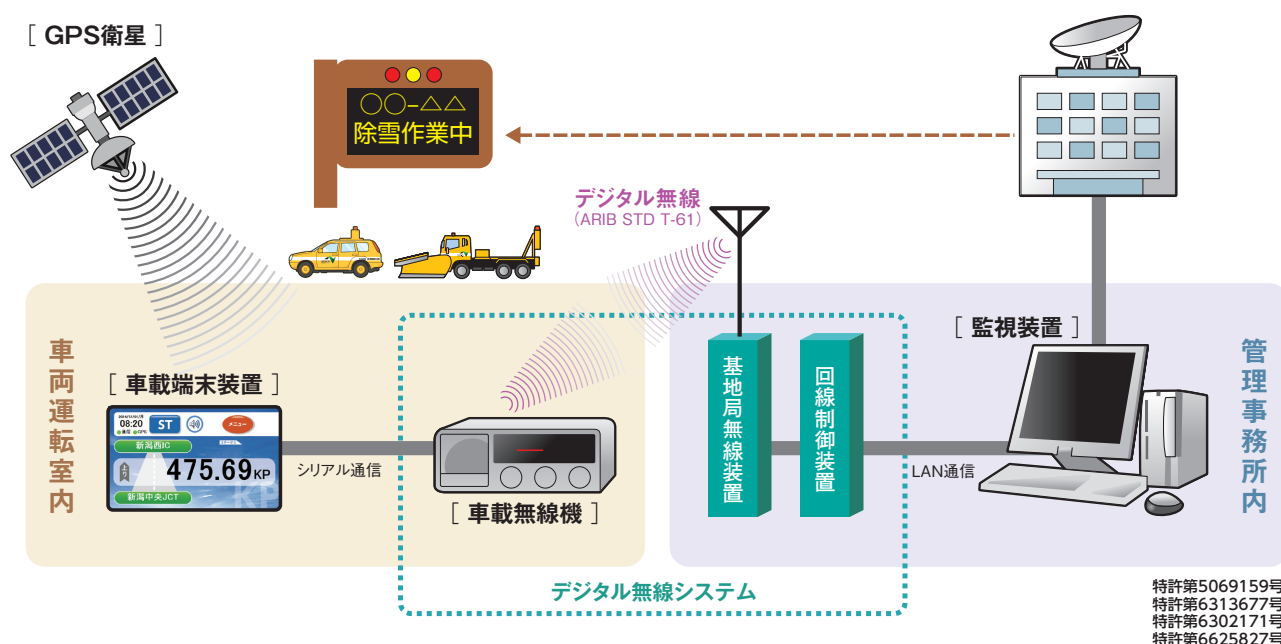 [ GPS衛星 ]
○○-△△
除雪作業中
デジタル無線
(ARIB STD T-61)
車両運転室内
[ 車載端末装置 ]
08:20
ST
メニュー
新潟西IC
上り
475.69KP
KP
新潟中央JCT
シリアル通信
[ 車載無線機 ]
基地局無線装置
回線制御装置
LAN通信
[ 監視装置 ]
管理事務所内
デジタル無線システム
特許第5069159号
特許第6313677号
特許第6302171号
特許第6625827号